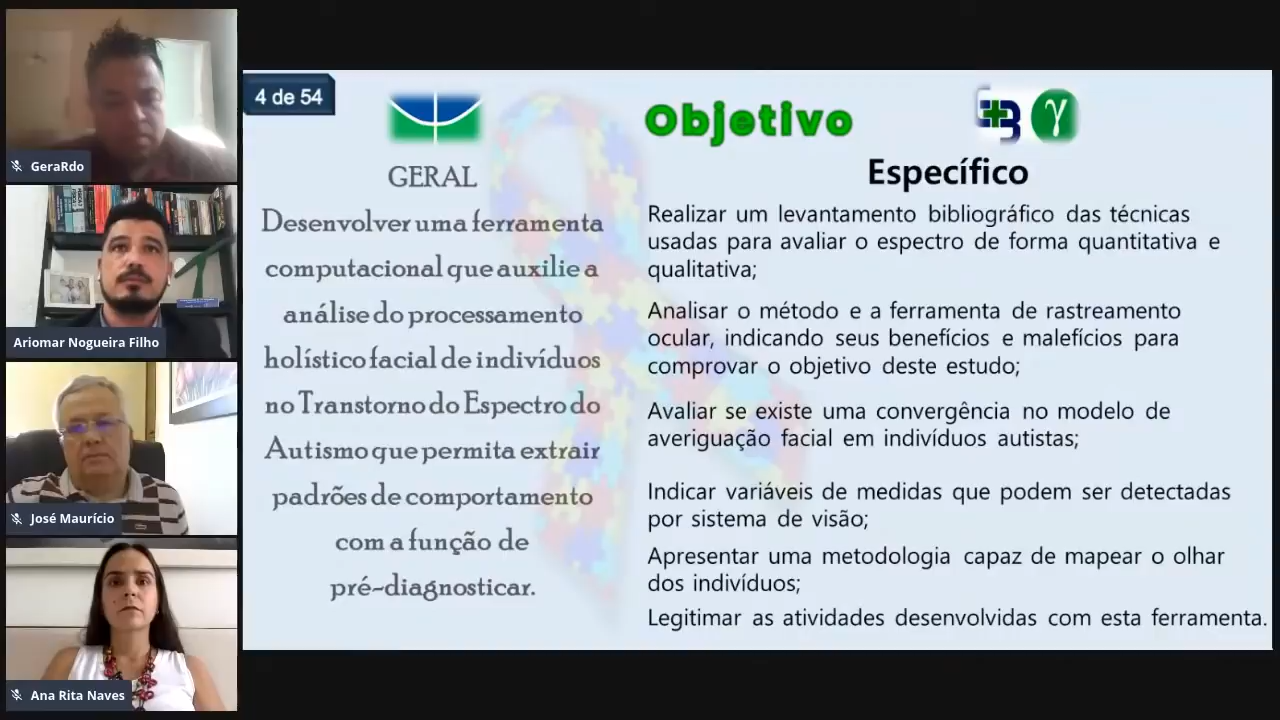 GeraRdo
Ariomar Nogueira Filho
José Maurício
Ana Rita Naves
4 de 54
Objetivo
GERAL
Desenvolver uma ferramenta
computacional que auxilie a
análise do processamento
holístico facial de indivíduos
no Transtorno do Espectro do
Autismo que permita extrair
padrões de comportamento
com a função de
pré-diagnosticar.
Específico
Realizar um levantamento bibliográfico das técnicas
usadas para avaliar o espectro de forma quantitativa e
qualitativa;
Analisar o método e a ferramenta de rastreamento
ocular, indicando seus benefícios e malefícios para
comprovar o objetivo deste estudo;
Avaliar se existe uma convergência no modelo de
averiguação facial em indivíduos autistas;
Indicar variáveis de medidas que podem ser detectadas
por sistema de visão;
Apresentar uma metodologia capaz de mapear o olhar
dos indivíduos;
Legitimar as atividades desenvolvidas com esta ferramenta.